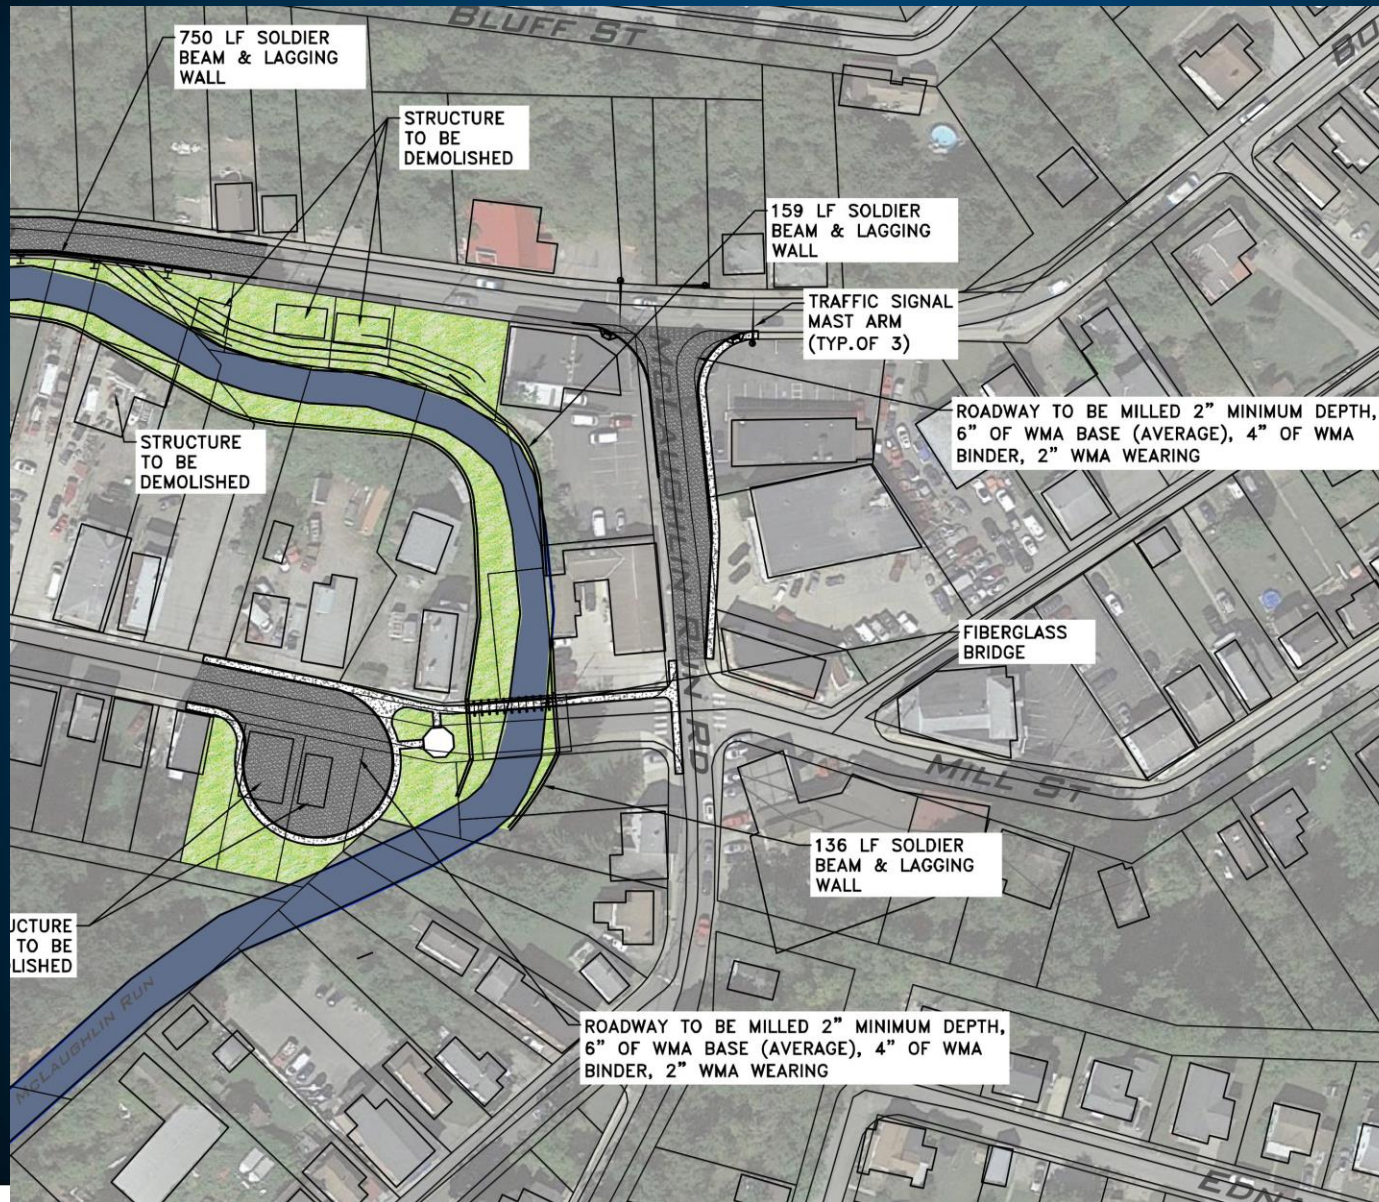 BLUFF ST
750 LF SOLDIER
BEAM & LAGGING
WALL
STRUCTURE
TO BE
DEMOLISHED
159 LF SOLDIER
BEAM & LAGGING
WALL
TRAFFIC SIGNAL
MAST ARM
(TYP.OF 3)
ROADWAY TO BE MILLED 2" MINIMUM DEPTH,
6" OF WMA BASE (AVERAGE), 4" OF WMA
BINDER, 2" WMA WEARING
STRUCTURE
TO BE
DEMOLISHED
MCLAUGHLIN RUN RD
FIBERGLASS
BRIDGE
MILL ST
136 LF SOLDIER
BEAM & LAGGING
WALL
UCTURE
TO BE
LISHED
MCLAUGHLIN RUN
ROADWAY TO BE MILLED 2" MINIMUM DEPTH,
6" OF WMA BASE (AVERAGE), 4" OF WMA
BINDER, 2" WMA WEARING